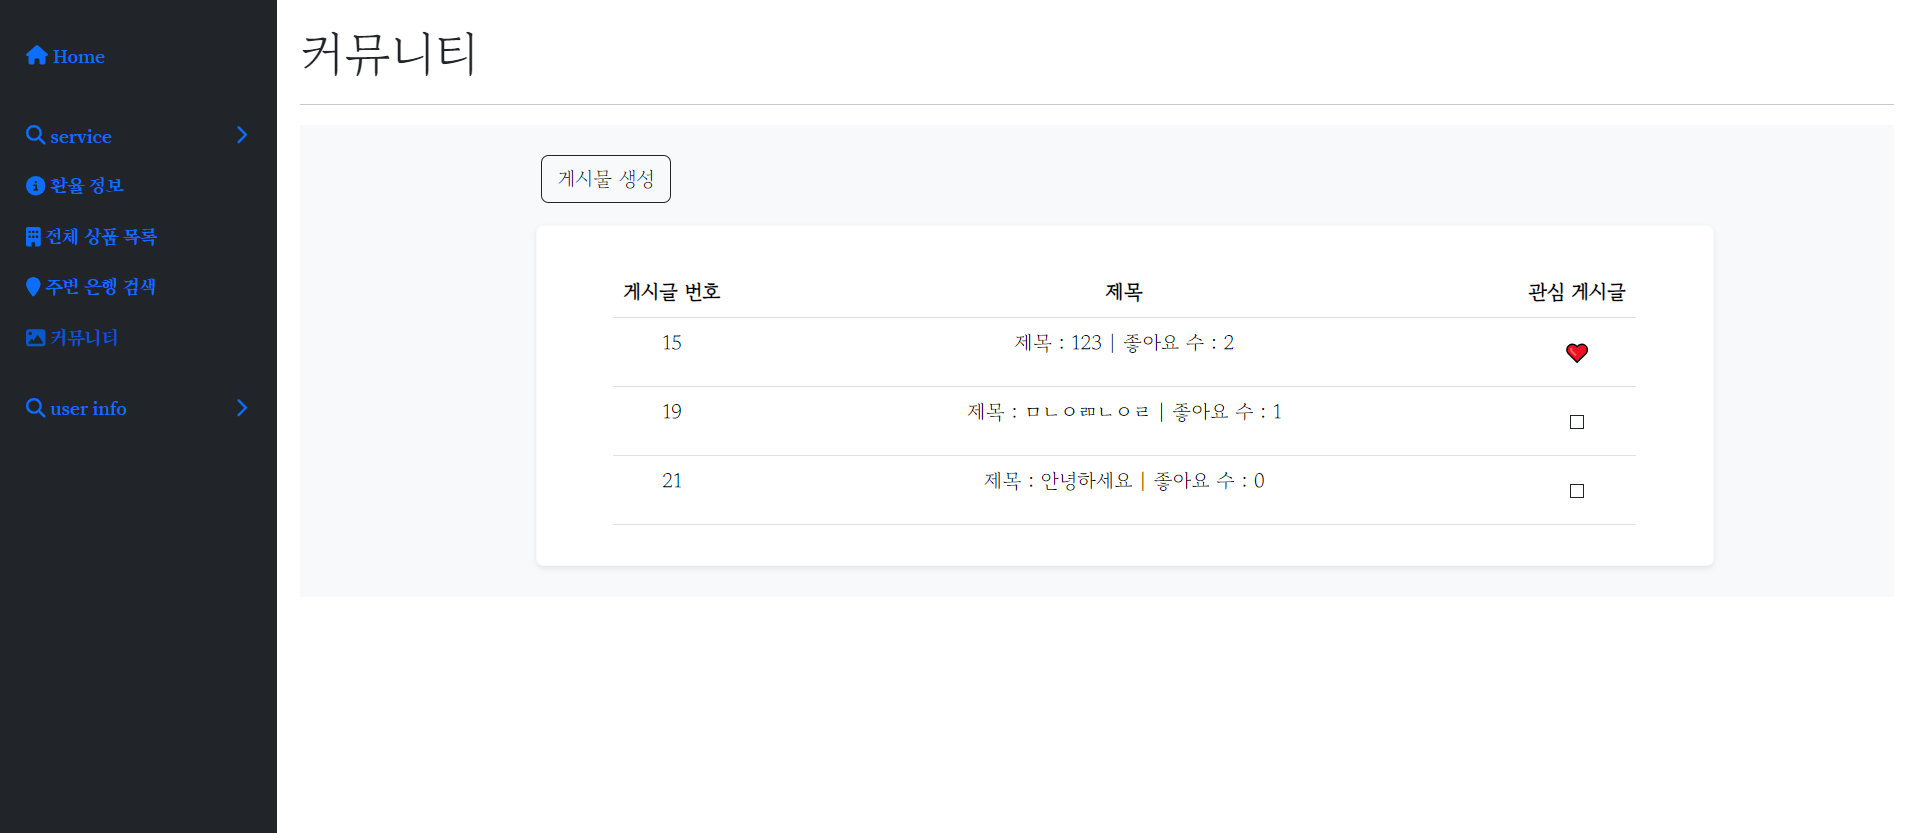 Home
service
환율 정보
전체 상품 목록
주변 은행 검색
커뮤니티
user info
커뮤니티
게시물 생성
게시글 번호 제목 관심 게시글
15 제목 : 123 | 좋아요 수 : 2
19 제목 : ㅁㄴㅇㄻㄴㅇㄹ | 좋아요 수 : 1
21 제목 : 안녕하세요 | 좋아요 수 : 0